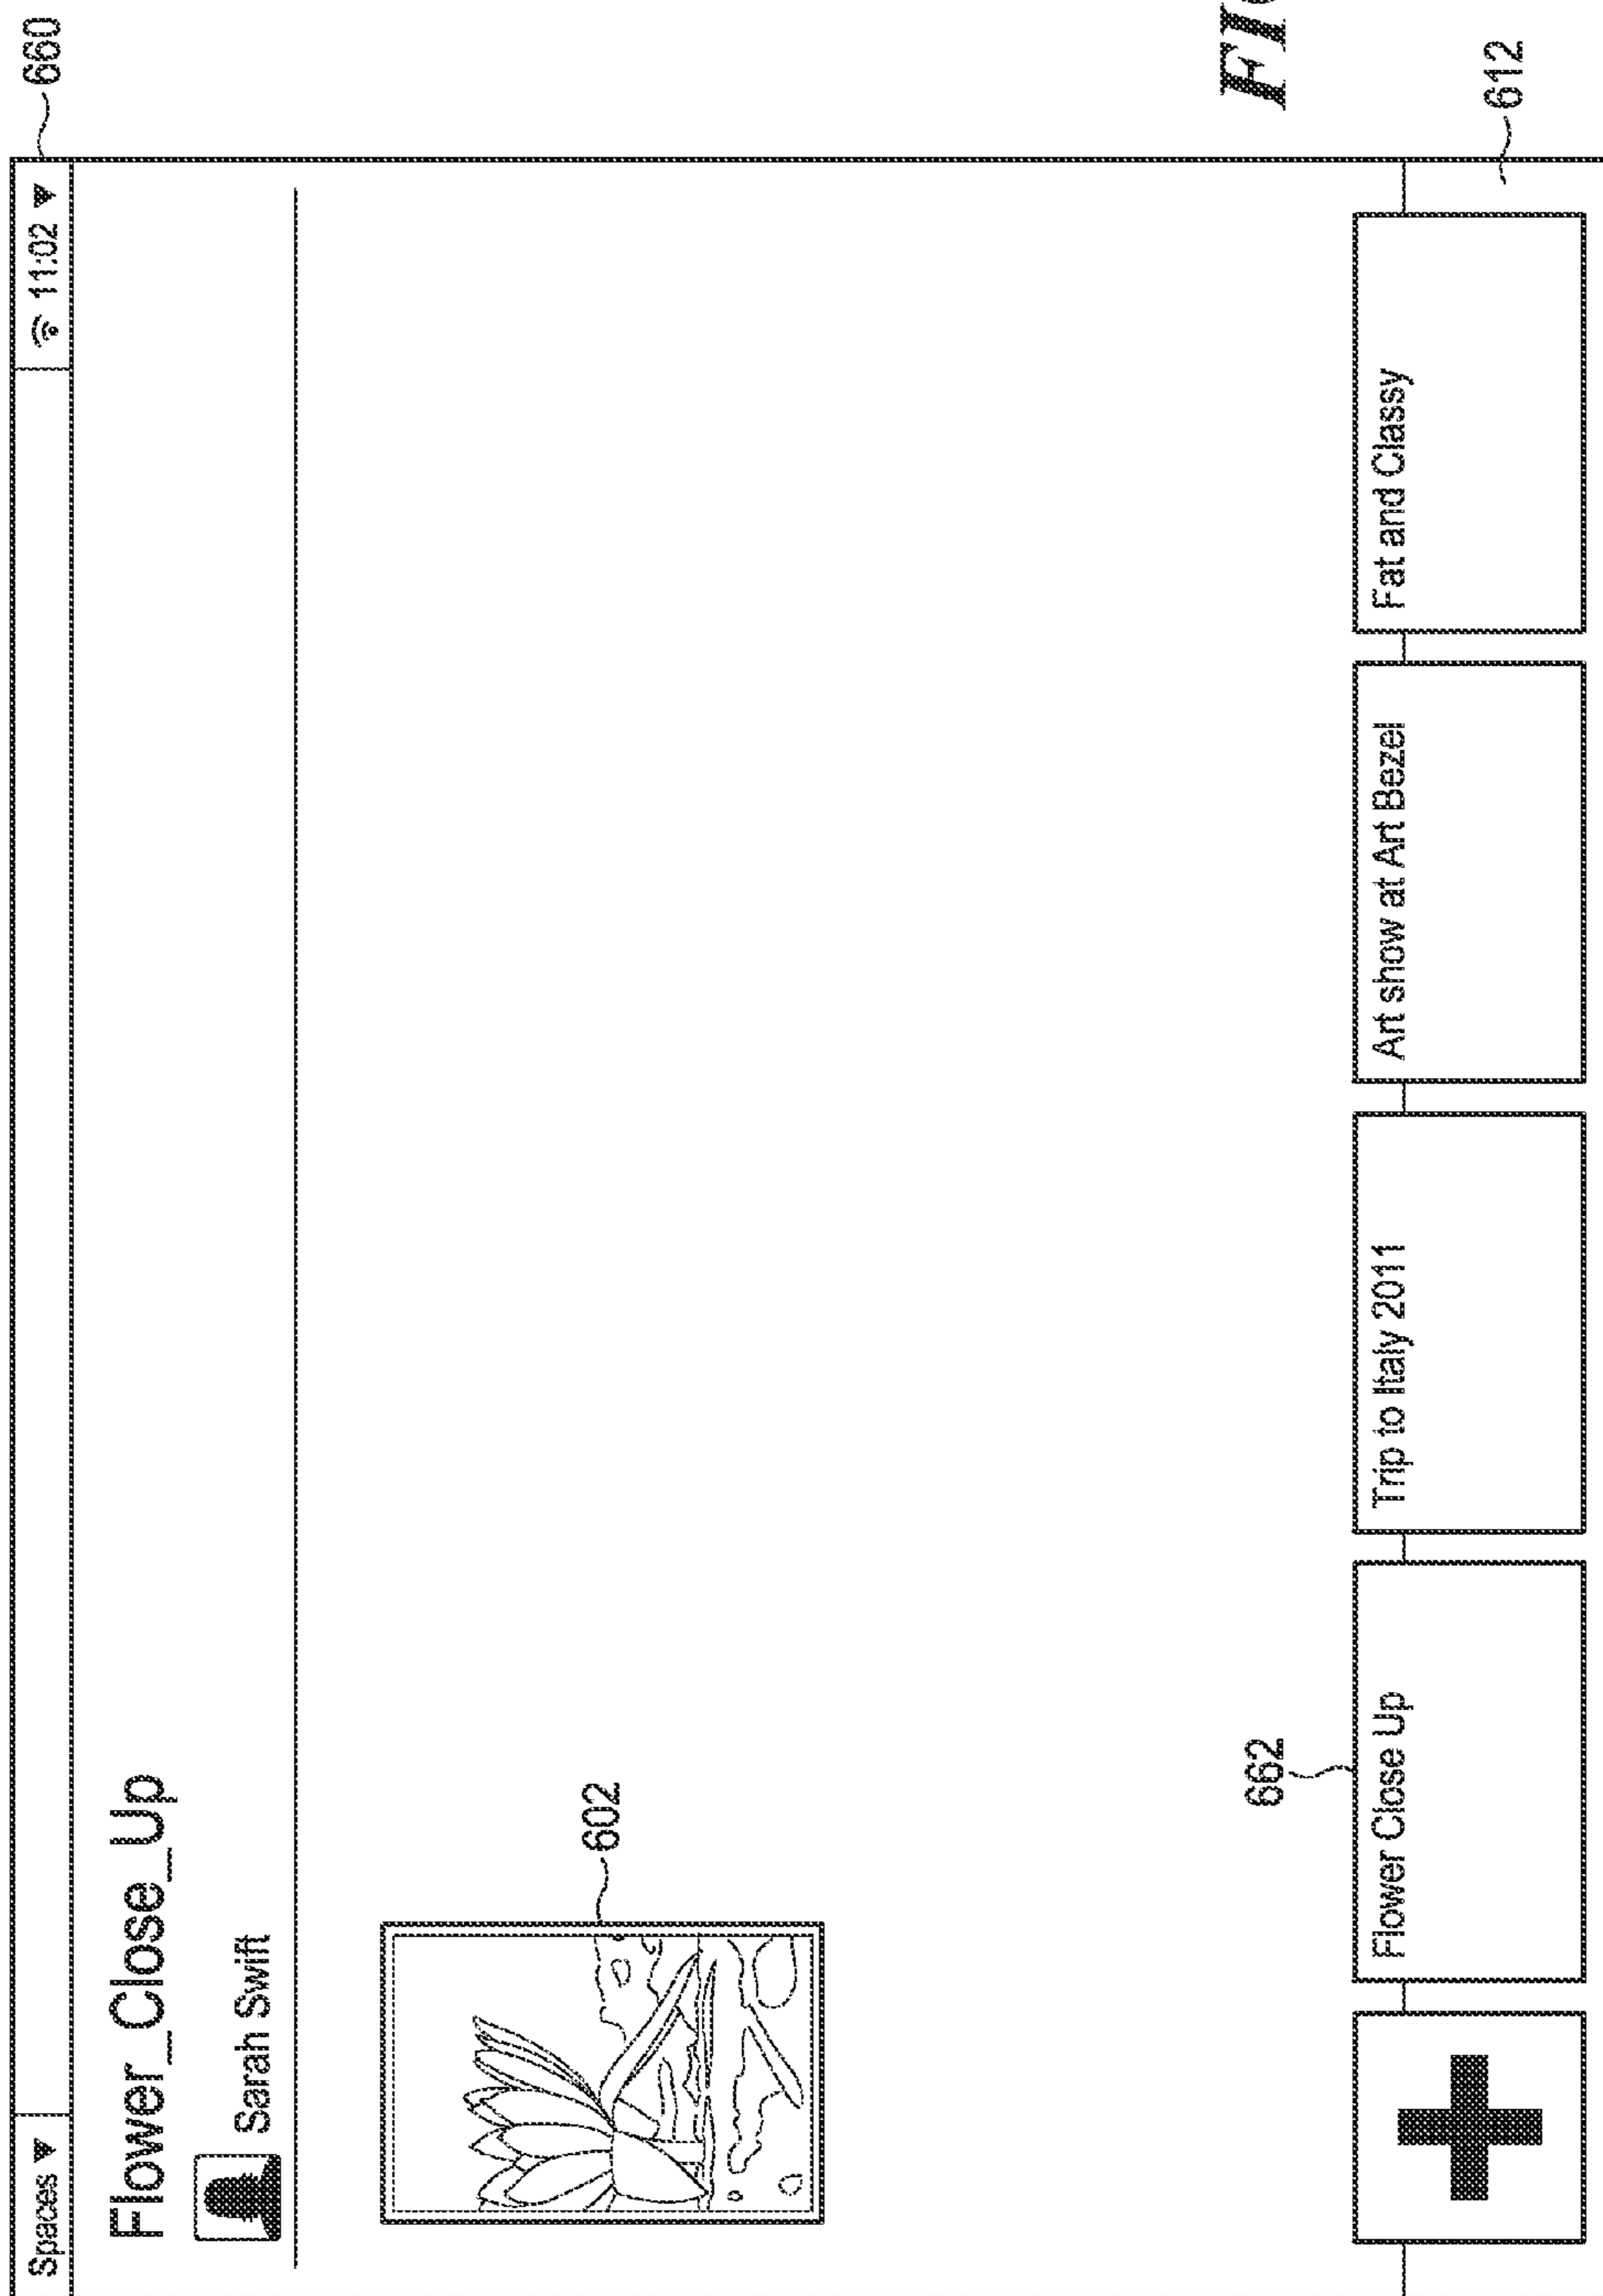 Spaces
11:02
660
Flower_Close_Up
Sarah Swift
602
662
Flower Close Up
Trip to Italy 2011
Art show at Art Bezel
Fat and Classy
612